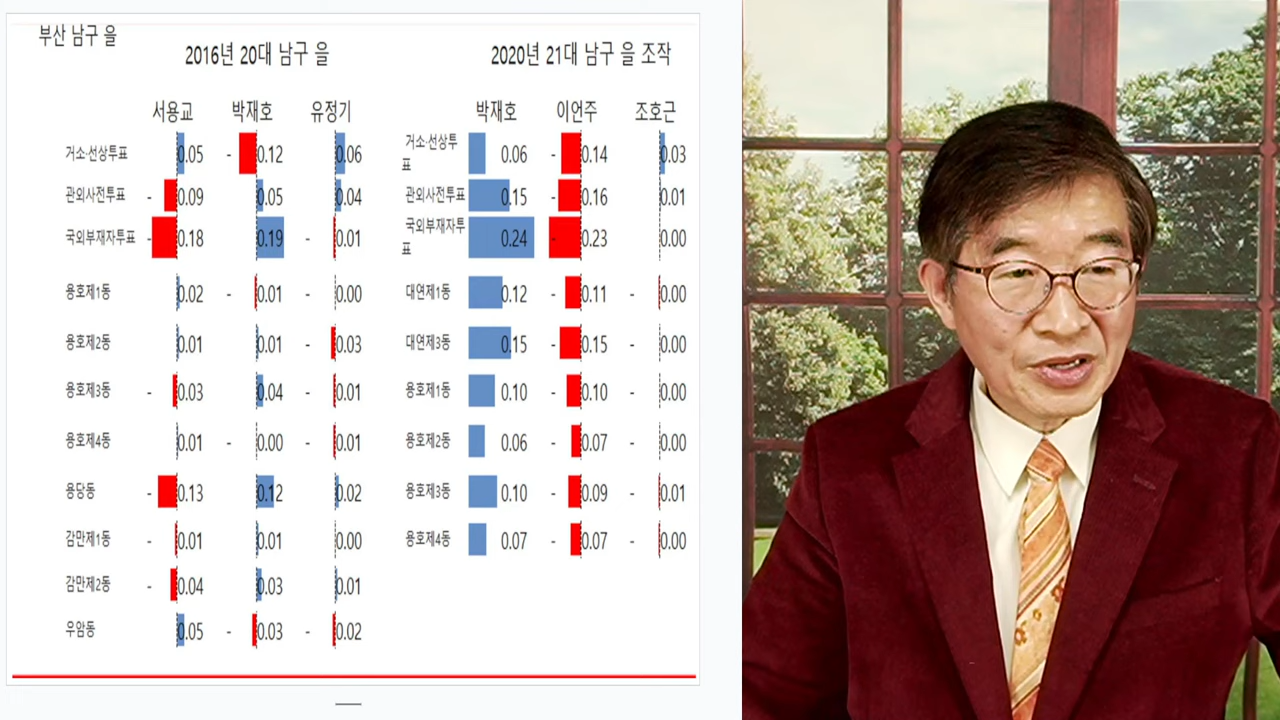 부산 남구 을
2016년 20대 남구 을
2020년 21대 남구 을 조작
서용교 박재호 유정기
박재호 이언주 조호근
거소·선상투표 0.05 - 0.12 0.06
관외사전투표 - 0.09 0.05 0.04
국외부재자투표 - 0.18 0.19 - 0.01
용호제1동 0.02 - 0.01 - 0.00
용호제2동 0.01 0.01 - 0.03
용호제3동 - 0.03 0.04 - 0.01
용호제4동 0.01 - 0.00 - 0.01
용당동 - 0.13 0.12 0.02
감만제1동 - 0.01 0.01 0.00
감만제2동 - 0.04 0.03 0.01
우암동 0.05 - 0.03 - 0.02
거소·선상투
표 0.06 - 0.14 0.03
관외사전투표 0.15 - 0.16 0.01
국외부재자투
표 0.24 - 0.23 0.00
대연제1동 0.12 - 0.11 - 0.00
대연제3동 0.15 - 0.15 - 0.00
용호제1동 0.10 - 0.10 - 0.00
용호제2동 0.06 - 0.07 - 0.00
용호제3동 0.10 - 0.09 - 0.01
용호제4동 0.07 - 0.07 - 0.00